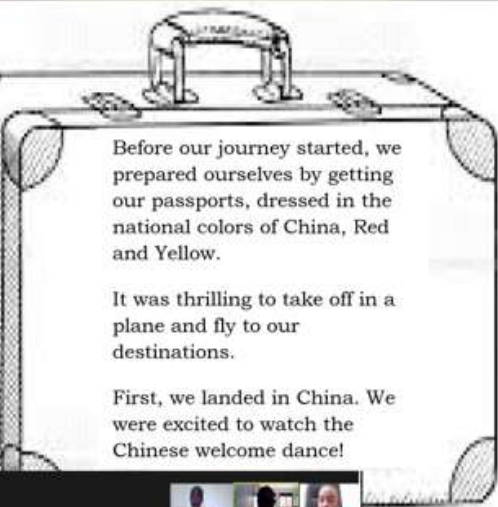 Before our journey started, we
prepared ourselves by getting
our passports, dressed in the
national colors of China, Red
and Yellow.
It was thrilling to take off in a
plane and fly to our
destinations.
First, we landed in China. We
were excited to watch the
Chinese welcome dance!